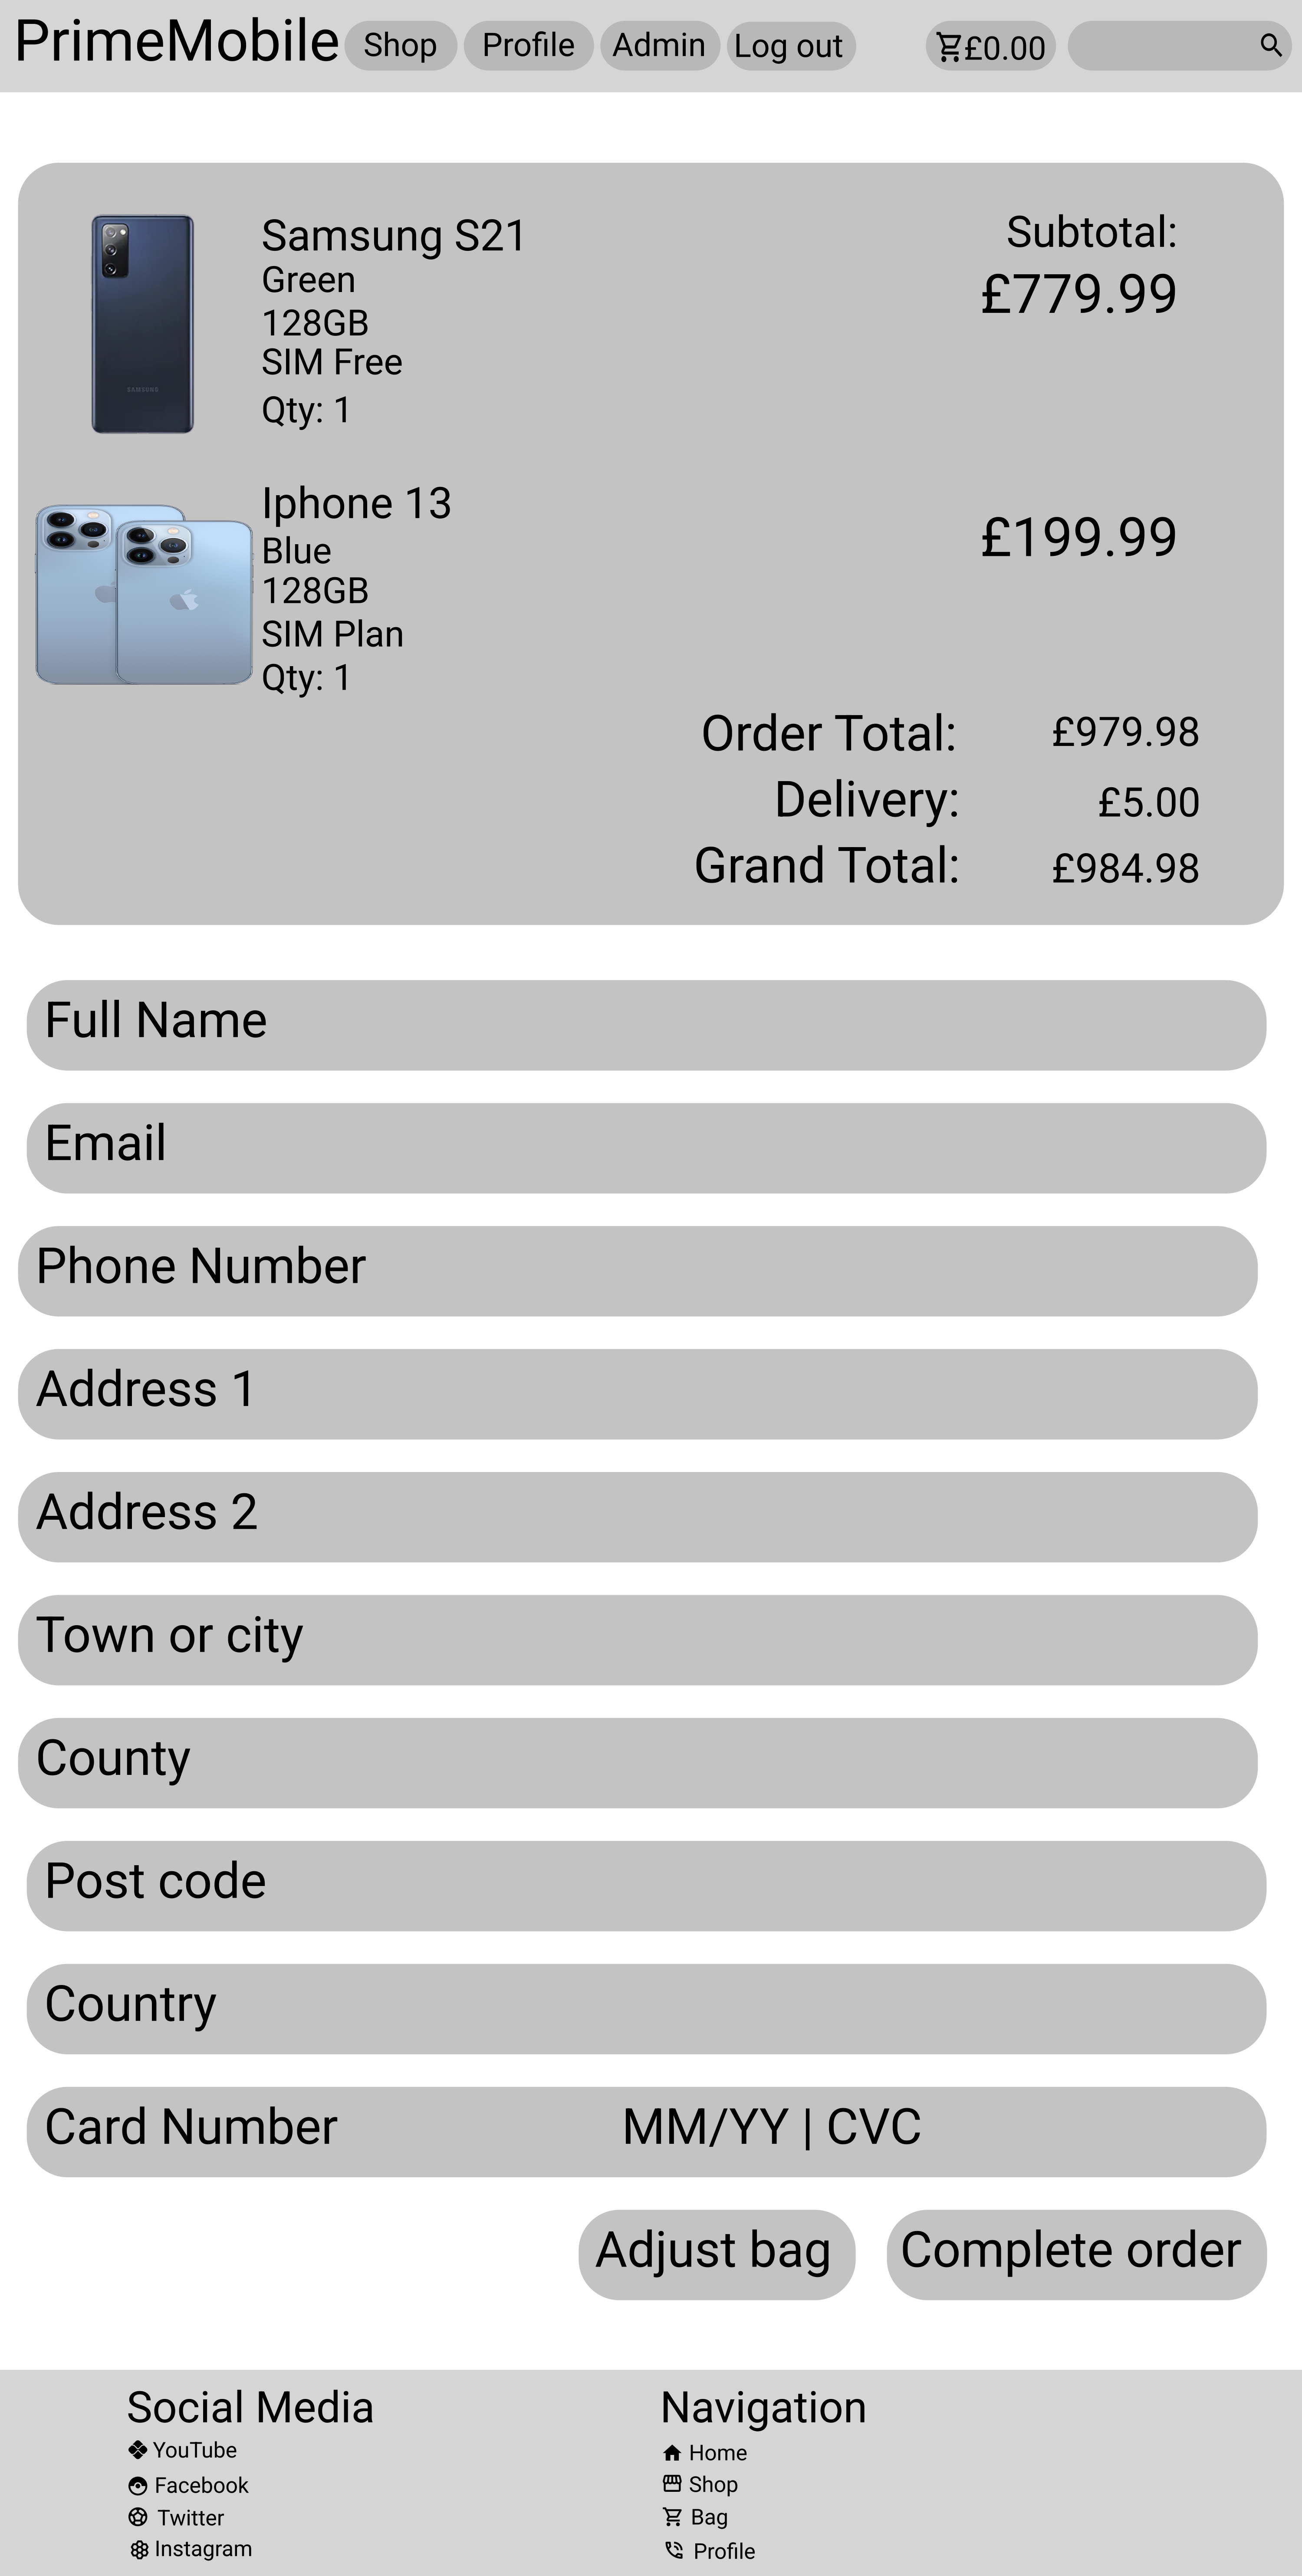 PrimeMobile Shop Profile Admin Log out £0.00
Samsung S21 Subtotal:
Green £779.99
128GB
SIM Free
Qty: 1
SAMSUNG
Iphone 13
£199.99
Blue
128GB
SIM Plan
Qty: 1
Order Total: £979.98
Delivery: £5.00
Grand Total: £984.98
Full Name
Email
Phone Number
Address 1
Address 2
Town or city
County
Post code
Country
Card Number MM/YY | CVC
Adjust bag Complete order
Social Media
YouTube
Facebook
Twitter
Instagram
Navigation
Home
Shop
Bag
Profile